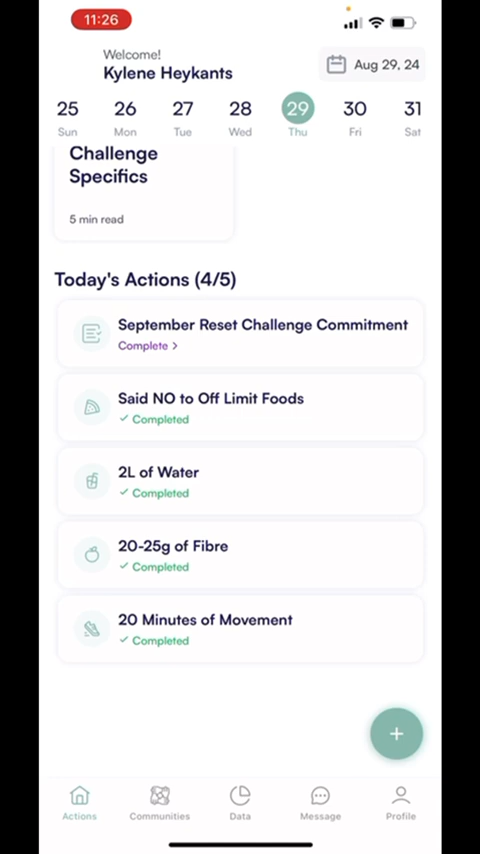 11:26
Welcome!
Kylene Heykants
Aug 29, 24
25 26 27 28 29 30 31
Sun Mon Tue Wed Thu Fri Sat
Challenge
Specifics
5 min read
Today's Actions (4/5)
September Reset Challenge Commitment
Complete >
Said NO to Off Limit Foods
✓ Completed
2L of Water
✓ Completed
20-25g of Fibre
✓ Completed
20 Minutes of Movement
✓ Completed
+
Actions Communities Data Message Profile